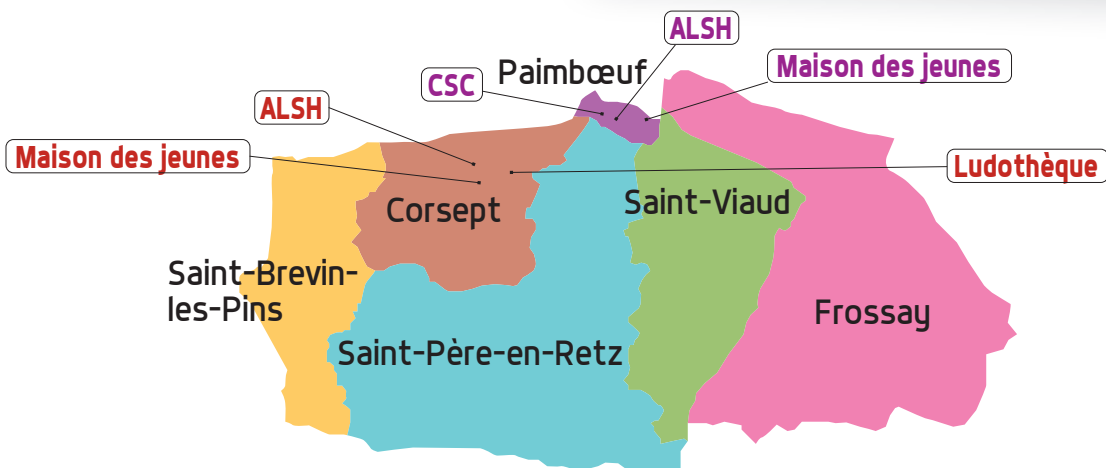 ALSH
Paimbœuf
Maison des jeunes
CSC
ALSH
Maison des jeunes
Ludothèque
Corsept
Saint-Viaud
Saint-Brevin-
les-Pins
Frossay
Saint-Père-en-Retz